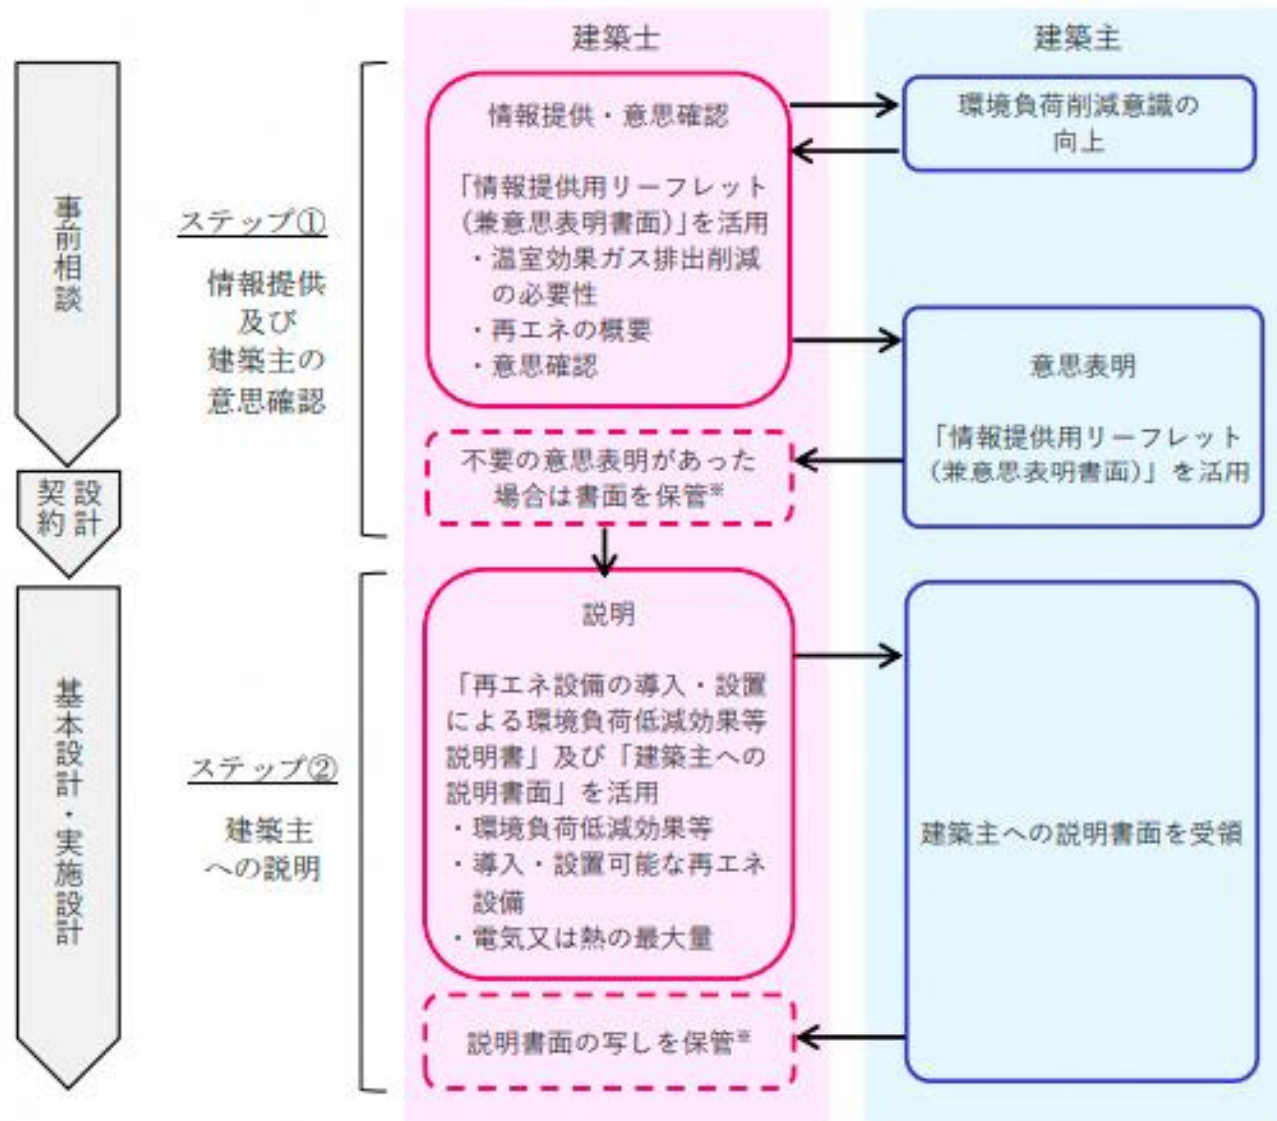 建築士
建築主
事前相談
設計
契約
基本設計・実施設計
ステップ①
情報提供
及び
建築主の
意思確認
情報提供・意思確認
「情報提供用リーフレット
(兼意思表明書面)」を活用
・温室効果ガス排出削減
の必要性
・再エネの概要
・意思確認
環境負荷削減意識の
向上
意思表明
「情報提供用リーフレット
(兼意思表明書面)」を活用
不要の意思表明があった
場合は書面を保管※
ステップ②
建築主
への説明
説明
「再エネ設備の導入・設置
による環境負荷低減効果等
説明書」及び「建築主への
説明書面」を活用
・環境負荷低減効果等
・導入・設置可能な再エネ
設備
・電気又は熱の最大量
建築主への説明書面を受領
説明書面の写しを保管※